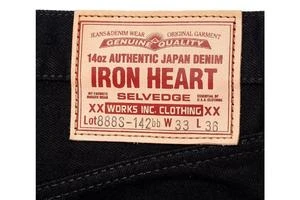 JEANS & DENIM WEAR ORIGINAL GARMENT
GENUINE QUALITY
14oz AUTHENTIC JAPAN DENIM
IRON HEART
SELVEDGE
XX WORKS INC. CLOTHING XX
Lot 888S-142bb W 33 L 36